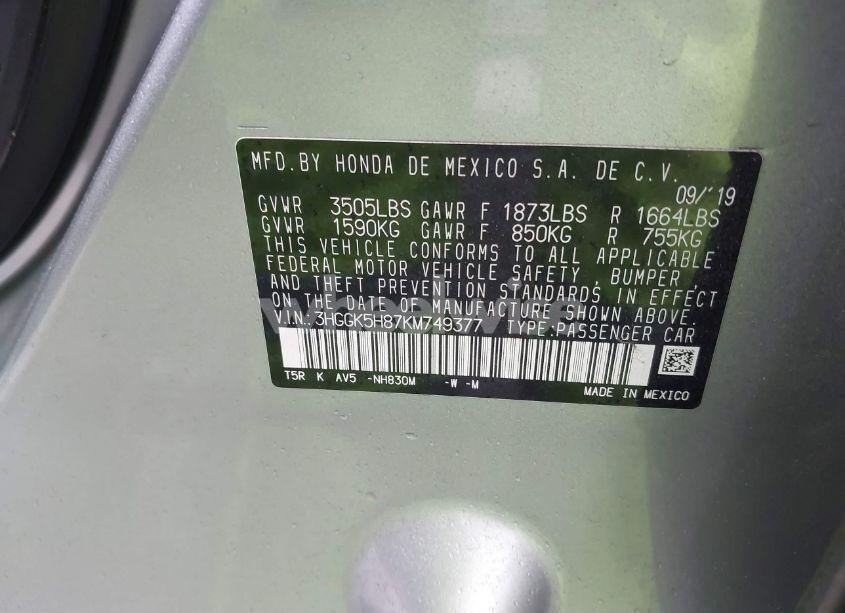 MFD.BY HONDA DE MEXICO S.A. DE C.V.
09/'19
GVWR 3505LBS GAWR F 1873LBS R 1664LBS
GVWR 1590KG GAWR F 850KG R 755KG
THIS VEHICLE CONFORMS TO ALL APPLICABLE
FEDERAL MOTOR VEHICLE SAFETY, BUMPER,
AND THEFT PREVENTION STANDARDS IN EFFECT
ON THE DATE OF MANUFACTURE SHOWN ABOVE.
V.I.N.: 3HGGK5H87KM749377 TYPE:PASSENGER CAR
T5R K AV5 -NH830M -W -M
MADE IN MEXICO